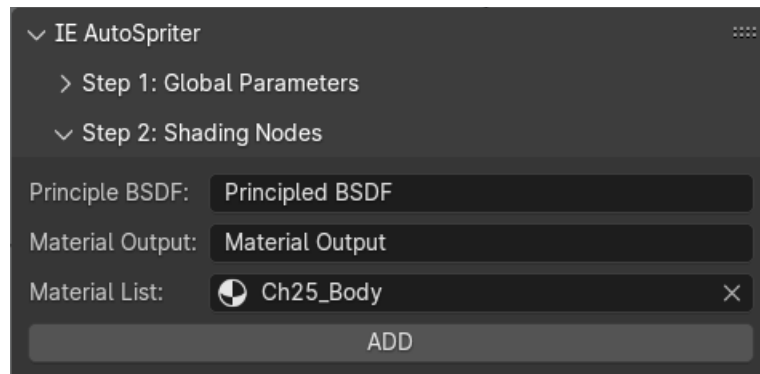 IE AutoSpriter
Step 1: Global Parameters
Step 2: Shading Nodes
Principle BSDF: Principled BSDF
Material Output: Material Output
Material List: Ch25_Body
ADD